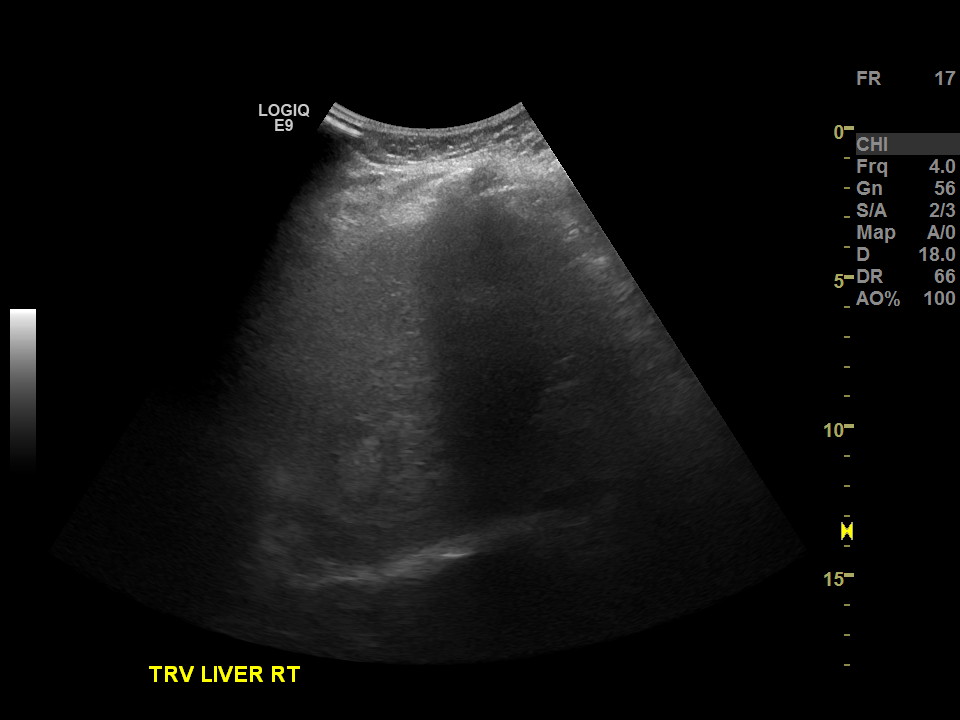 LOGIQ
E9
FR 17
CHI
Frq 4.0
Gn 56
S/A 2/3
Map A/0
D 18.0
DR 66
AO% 100
0
5
10
15
TRV LIVER RT